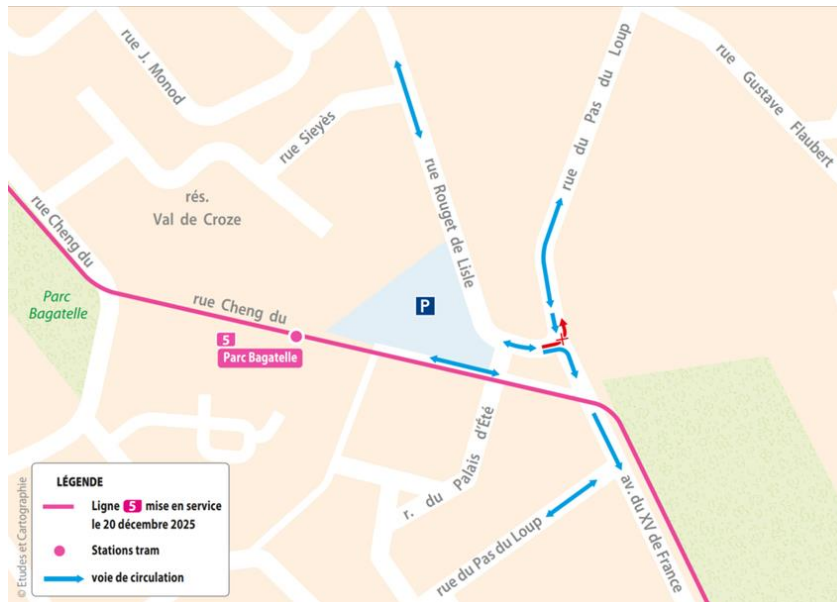 rue J. Monod
rue Sieyès
rue du Pas du Loup
rue Gustave Flaubert
rue Rouget de Lisle
rés.
Val de Croze
rue Cheng du
Parc
Bagatelle
rue Cheng du
P
5
Parc Bagatelle
r. du Palais d'Été
rue du Pas du Loup
av. du XV de France
LÉGENDE
Ligne 5 mise en service
le 20 décembre 2025
Stations tram
voie de circulation
© Etudes et Cartographie